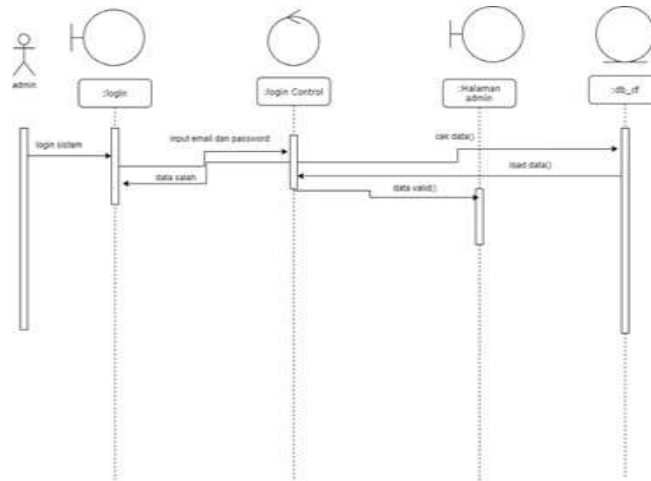 admin
:login
:login Control
:Halaman
admin
:db_cf
login sistem
input email dan password
cek data()
load data()
data salah
data valid()